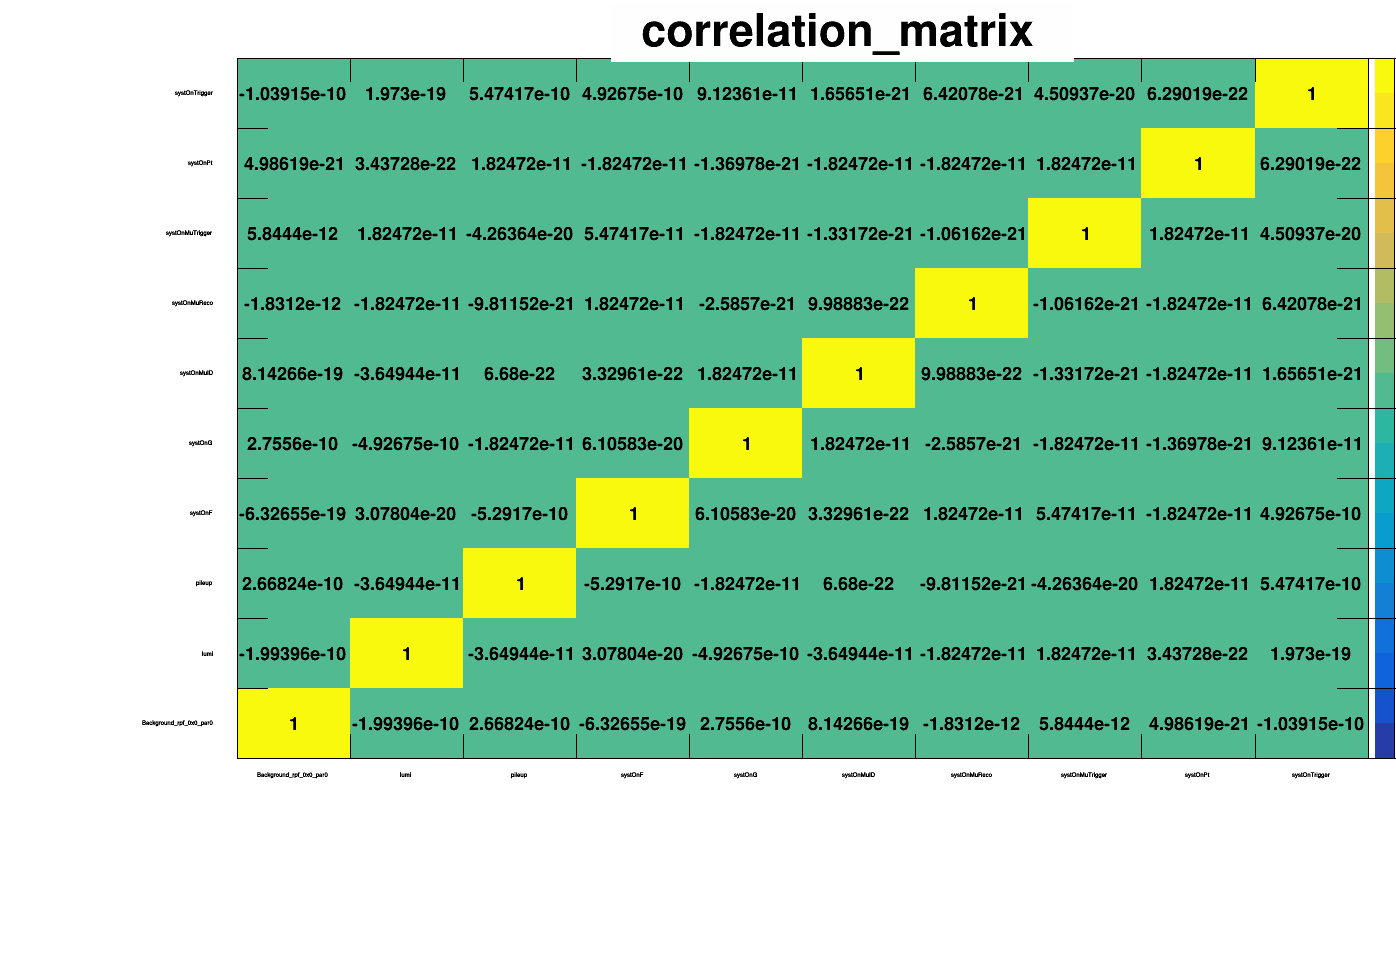 correlation_matrix
systOnTrigger -1.03915e-10 1.973e-19 5.47417e-10 4.92675e-10 9.12361e-11 1.65651e-21 6.42078e-21 4.50937e-20 6.29019e-22 1
systOnPt 4.98619e-21 3.43728e-22 1.82472e-11 -1.82472e-11 -1.36978e-21 -1.82472e-11 -1.82472e-11 1.82472e-11 1 6.29019e-22
systOnMuTrigger 5.8444e-12 1.82472e-11 -4.26364e-20 5.47417e-11 -1.82472e-11 -1.33172e-21 -1.06162e-21 1 1.82472e-11 4.50937e-20
systOnMuReco -1.8312e-12 -1.82472e-11 -9.81152e-21 1.82472e-11 -2.5857e-21 9.98883e-22 1 -1.06162e-21 -1.82472e-11 6.42078e-21
systOnMuID 8.14266e-19 -3.64944e-11 6.68e-22 3.32961e-22 1.82472e-11 1 9.98883e-22 -1.33172e-21 -1.82472e-11 1.65651e-21
systOnG 2.7556e-10 -4.92675e-10 -1.82472e-11 6.10583e-20 1 1.82472e-11 -2.5857e-21 -1.82472e-11 -1.36978e-21 9.12361e-11
systOnF -6.32655e-19 3.07804e-20 -5.2917e-10 1 6.10583e-20 3.32961e-22 1.82472e-11 5.47417e-11 -1.82472e-11 4.92675e-10
pileup 2.66824e-10 -3.64944e-11 1 -5.2917e-10 -1.82472e-11 6.68e-22 -9.81152e-21 -4.26364e-20 1.82472e-11 5.47417e-10
lumi -1.99396e-10 1 -3.64944e-11 3.07804e-20 -4.92675e-10 -3.64944e-11 -1.82472e-11 1.82472e-11 3.43728e-22 1.973e-19
Background_rpf_0x0_par0 1 -1.99396e-10 2.66824e-10 -6.32655e-19 2.7556e-10 8.14266e-19 -1.8312e-12 5.8444e-12 4.98619e-21 -1.03915e-10
Background_rpf_0x0_par0 lumi pileup systOnF systOnG systOnMuID systOnMuReco systOnMuTrigger systOnPt systOnTrigger